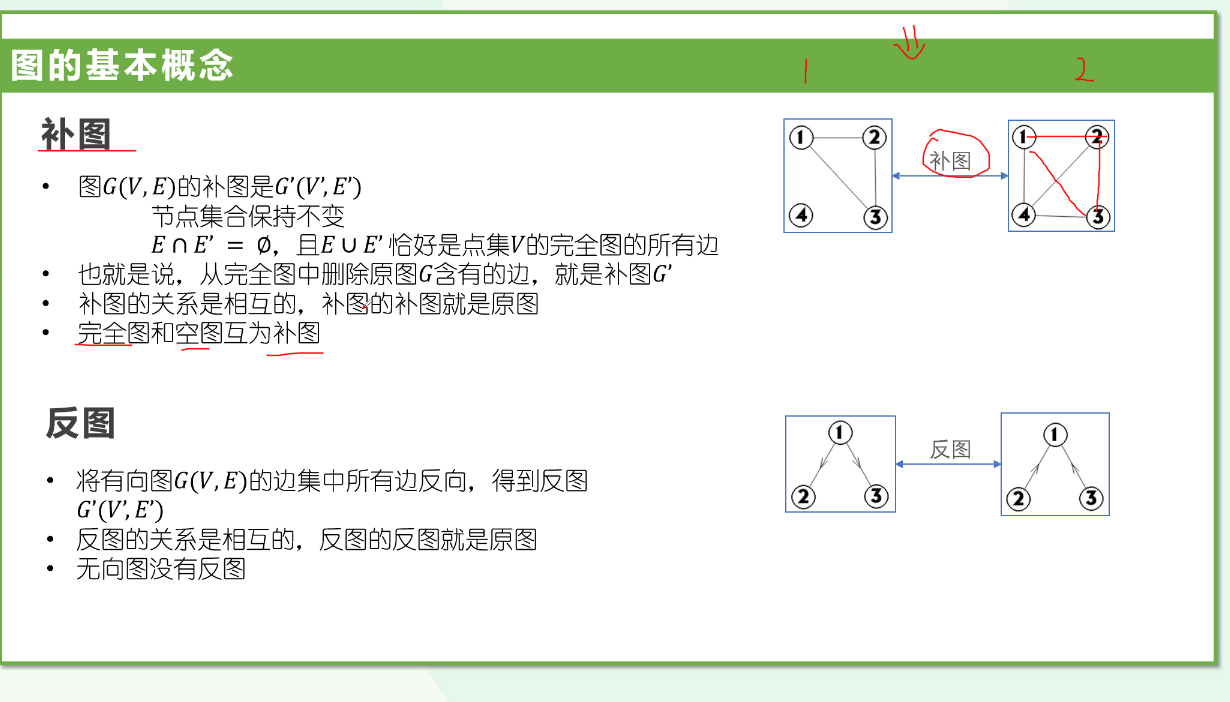 图的基本概念
1
2
补图
• 图G(V, E)的补图是G’(V’, E’)
节点集合保持不变
E ∩ E’ = ∅，且E ∪ E’ 恰好是点集V的完全图的所有边
• 也就是说，从完全图中删除原图G含有的边，就是补图G’
• 补图的关系是相互的，补图的补图就是原图
• 完全图和空图互为补图
1 2
4 3
补图
1 2
4 3
反图
• 将有向图G(V, E)的边集中所有边反向，得到反图
G’(V’, E’)
• 反图的关系是相互的，反图的反图就是原图
• 无向图没有反图
1
2 3
反图
1
2 3